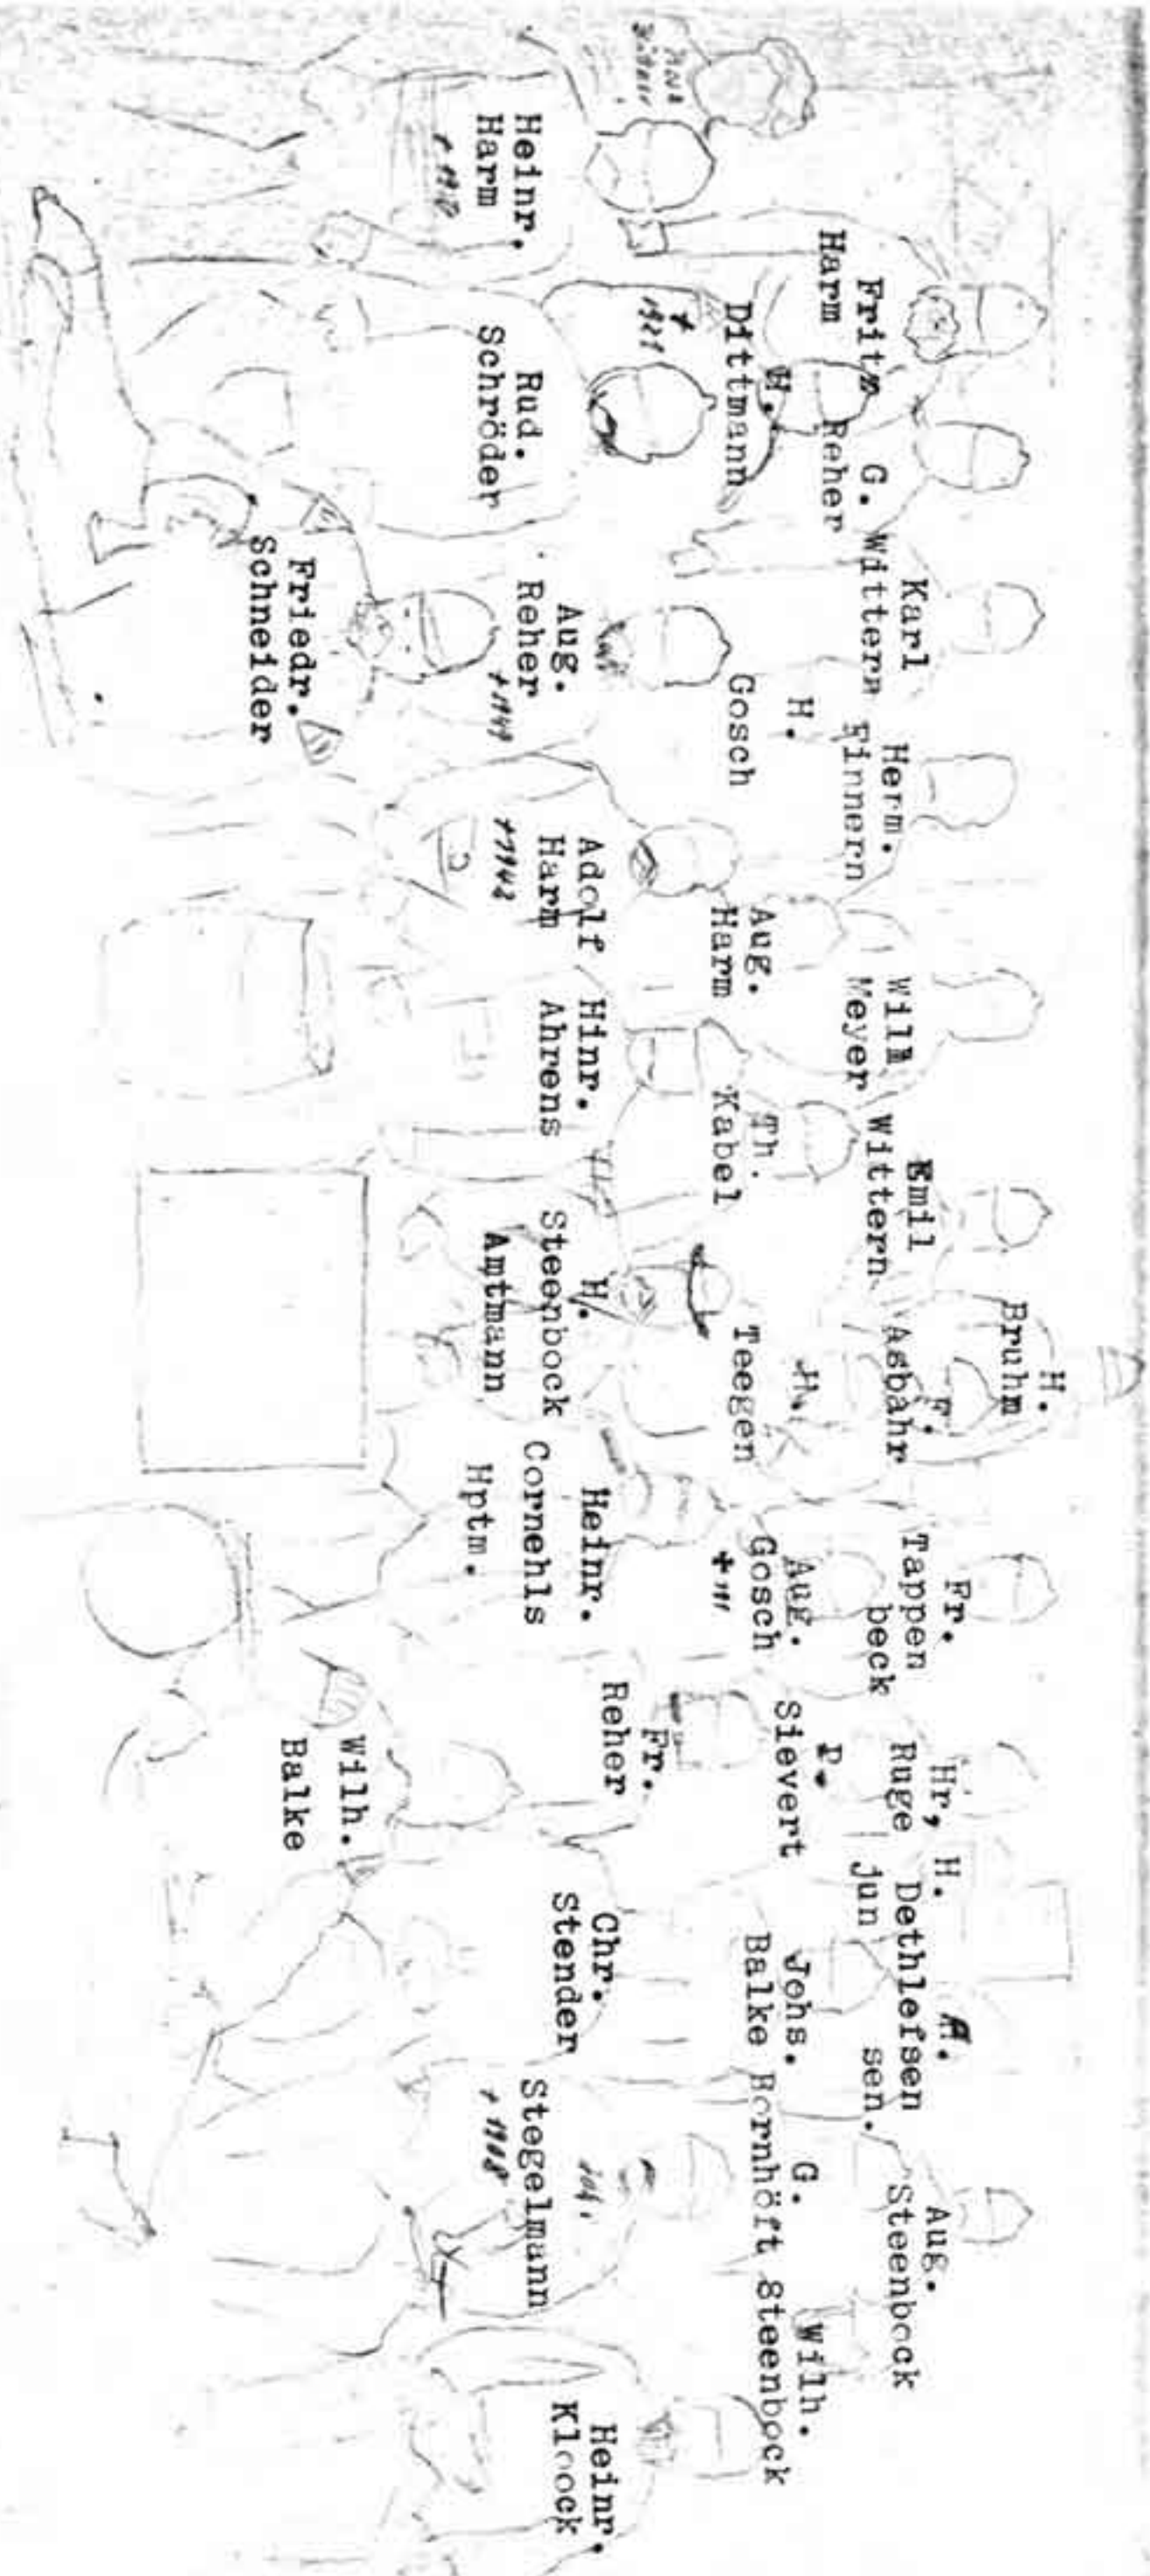 H.
Bruhm
Fritz
Harm
G.
Reher
Karl
Wittern
Herm.
Finnern
Will
Meyer
Emil
Wittern
F.
Asbahr
Fr.
Tappen
beck
Hr,
Ruge
H.
Dethlefsen
jun
sen.
Aug.
Steenbock
W.
Dittmann
H.
Gosch
Aug.
Harm
Th.
Kabel
H.
Teegen
Aug.
Gosch
P.
Sievert
Johs.
Balke
G.
Bornhöft
Wilh.
Steenbock
Heinr.
Harm
Rud.
Schröder
Aug.
Reher
+1949
Adolf
Harm
Hinr.
Ahrens
H.
Steenbock
Amtmann
Heinr.
Cornehls
Hptm.
Fr.
Reher
Chr.
Stender
Stegelmann
Heinr.
Kloock
Friedr.
Schneider
Wilh.
Balke